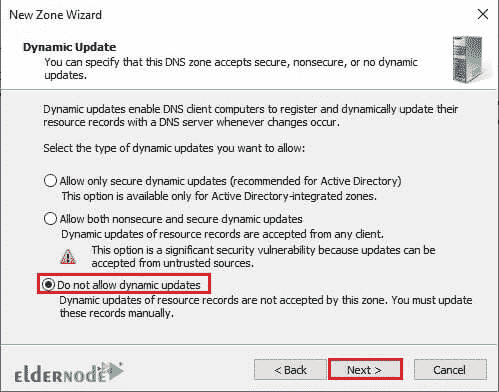 New Zone Wizard
Dynamic Update
You can specify that this DNS zone accepts secure, nonsecure, or no dynamic
updates.
Dynamic updates enable DNS client computers to register and dynamically update their
resource records with a DNS server whenever changes occur.
Select the type of dynamic updates you want to allow:
Allow only secure dynamic updates (recommended for Active Directory)
This option is available only for Active Directory-integrated zones.
Allow both nonsecure and secure dynamic updates
Dynamic updates of resource records are accepted from any client.
This option is a significant security vulnerability because updates can be
accepted from untrusted sources.
Do not allow dynamic updates
Dynamic updates of resource records are not accepted by this zone. You must update
these records manually.
ELDERNODE
< Back
Next >
Cancel